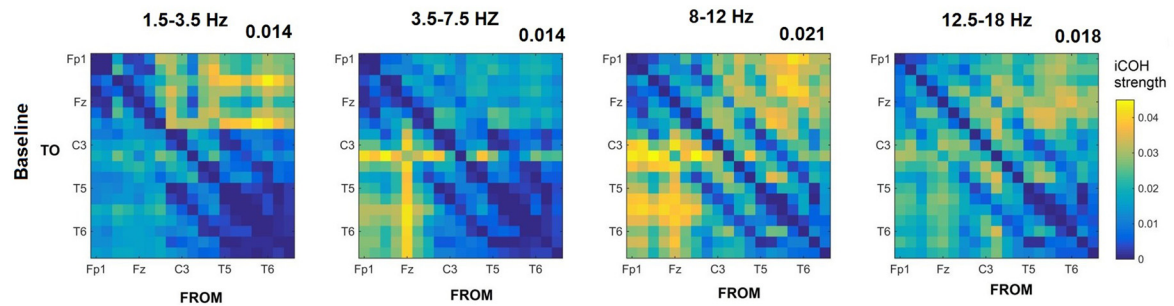 1.5-3.5 Hz
0.014
3.5-7.5 HZ
0.014
8-12 Hz
0.021
12.5-18 Hz
0.018
Baseline
TO
Fp1
Fz
C3
T5
T6
Fp1 Fz C3 T5 T6
FROM
Fp1
Fz
C3
T5
T6
Fp1 Fz C3 T5 T6
FROM
Fp1
Fz
C3
T5
T6
Fp1 Fz C3 T5 T6
FROM
Fp1
Fz
C3
T5
T6
Fp1 Fz C3 T5 T6
FROM
iCOH
strength
0.04
0.03
0.02
0.01
0